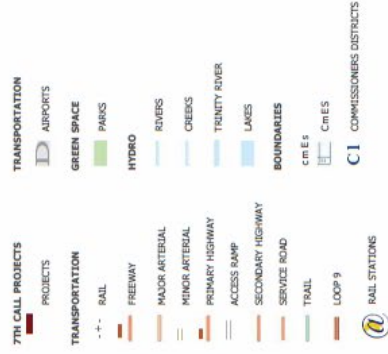 7TH CALL PROJECTS
PROJECTS
TRANSPORTATION
RAIL
FREEWAY
MAJOR ARTERIAL
MINOR ARTERIAL
PRIMARY HIGHWAY
ACCESS RAMP
SECONDARY HIGHWAY
SERVICE ROAD
TRAIL
LOOP 9
RAIL STATIONS
TRANSPORTATION
D AIRPORTS
GREEN SPACE
PARKS
HYDRO
RIVERS
CREEKS
TRINITY RIVER
LAKES
BOUNDARIES
cmEs
CmEs
C1 COMMISSIONERS DISTRICTS